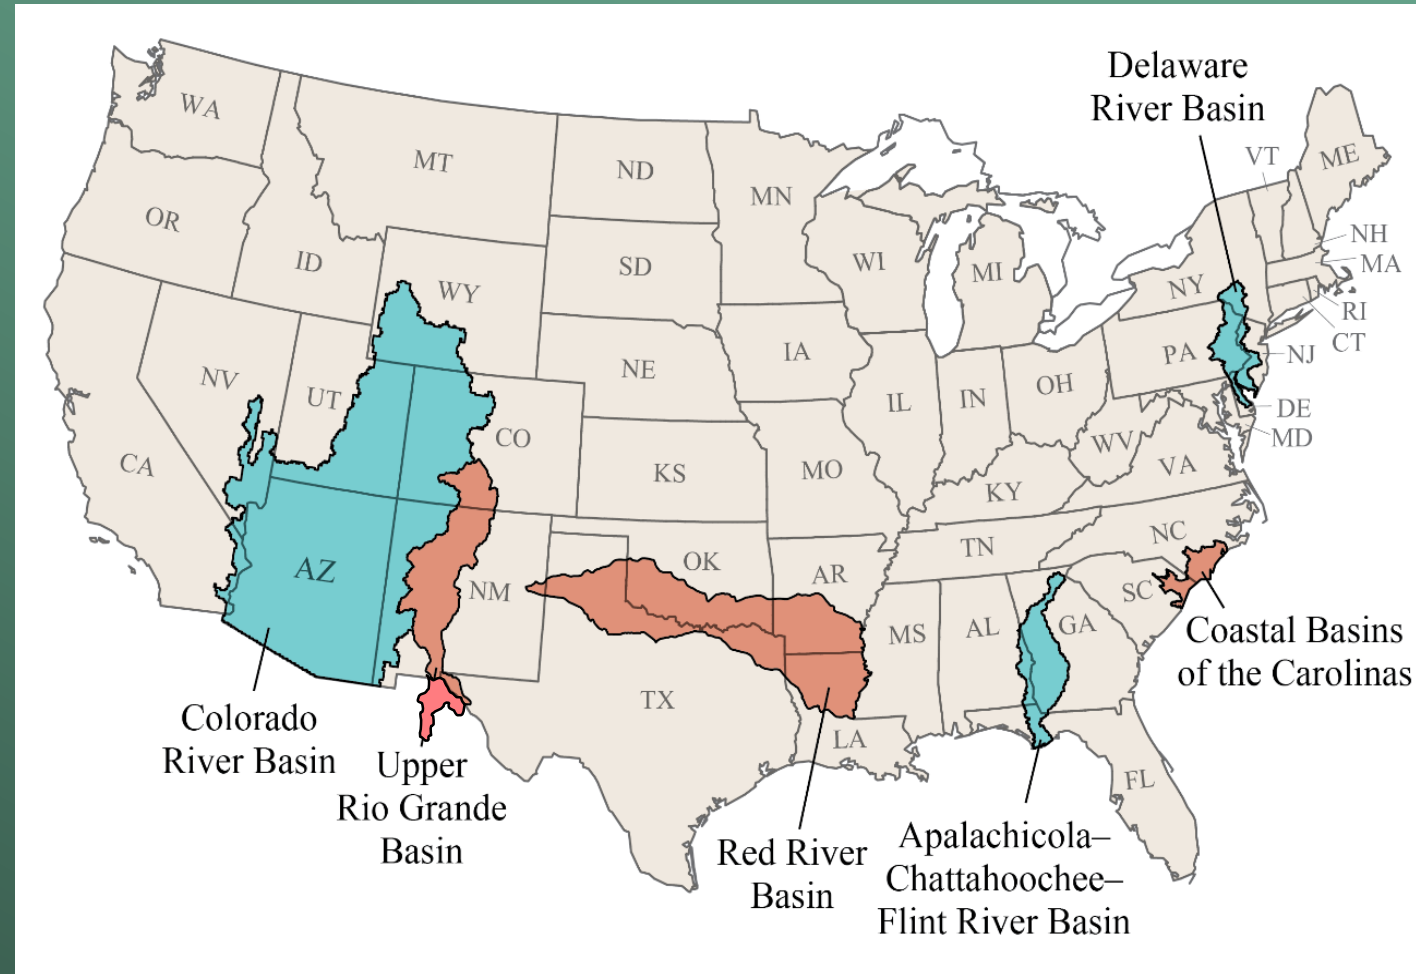 Delaware
River Basin
WA
MT
ND
MN
VT
ME
OR
ID
SD
WI
MI
NY
NH
MA
WY
RI
CT
NV
UT
NE
IA
IL
IN
OH
PA
NJ
DE
MD
CA
CO
KS
MO
KY
WV
VA
AZ
NM
OK
AR
TN
NC
SC
MS
AL
GA
TX
LA
FL
Coastal Basins
of the Carolinas
Colorado
River Basin
Upper
Rio Grande
Basin
Red River
Basin
Apalachicola–
Chattahoochee–
Flint River Basin